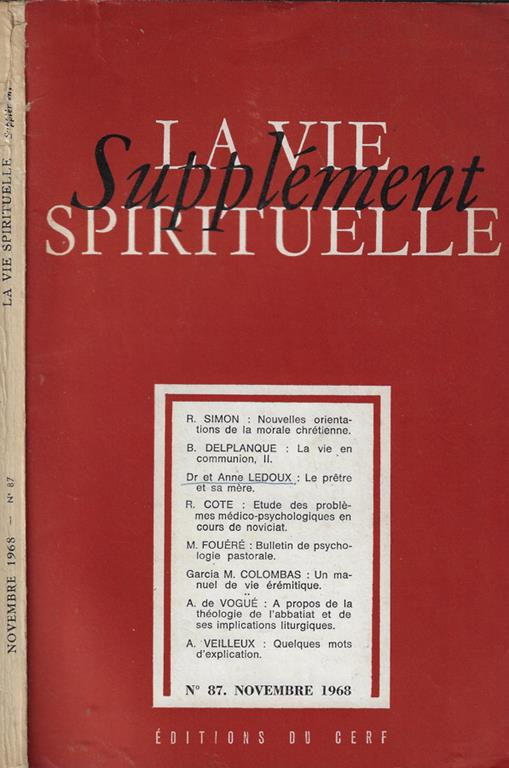 LA VIE
Supplément
SPIRITUELLE
R. SIMON : Nouvelles orienta-
tions de la morale chrétienne.
B. DELPLANQUE : La vie en
communion, II.
Dr et Anne LEDOUX : Le prêtre
et sa mère.
R. COTE : Etude des problè-
mes médico-psychologiques en
cours de noviciat.
M. FOUÉRÉ : Bulletin de psycho-
logie pastorale.
Garcia M. COLOMBAS : Un ma-
nuel de vie érémitique.
A. de VOGUÉ : A propos de la
théologie de l'abbatiat et de
ses implications liturgiques.
A. VEILLEUX : Quelques mots
d'explication.
N° 87. NOVEMBRE 1968
ÉDITIONS DU CERF
NOVEMBRE 1968 — N° 87 LA VIE SPIRITUELLE